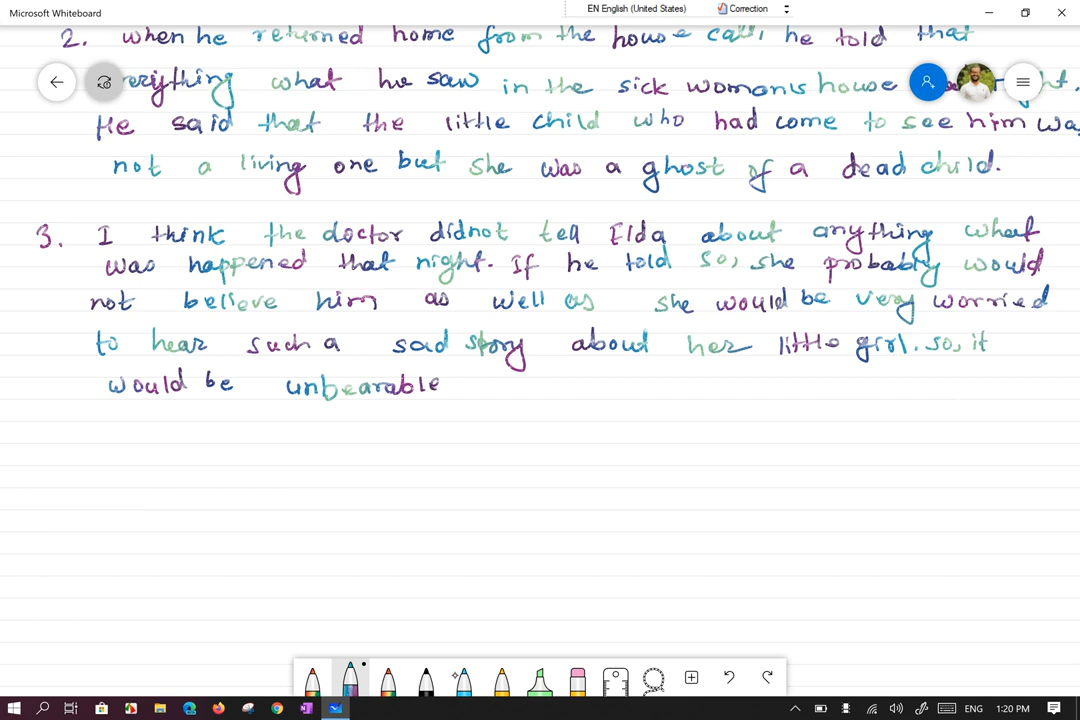 Microsoft Whiteboard
EN English (United States) Correction
2. when he returned home from the house call, he told that
erything what he saw in the sick woman's house
He said that the little child who had come to see him wa
not a living one but she was a ghost of a dead child.
3. I think the doctor didnot tell Elda about anything what
was happened that night. If he told so, she probably would
not believe him as well as she would be very worried
to hear such a sad story about her little girl. so, it
would be unbearable
ENG 1:20 PM